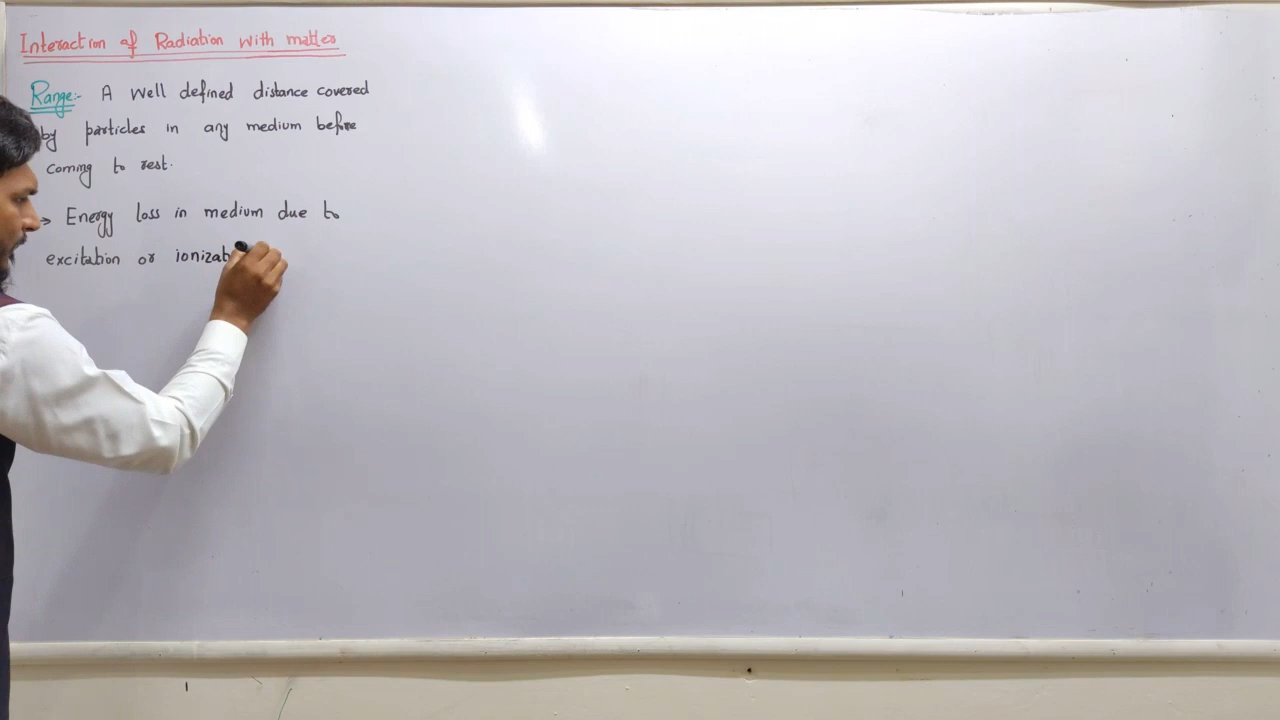 Interaction of Radiation with matter
Range:- A well defined distance covered
by particles in any medium before
coming to rest.
→ Energy loss in medium due to
excitation or ionizat